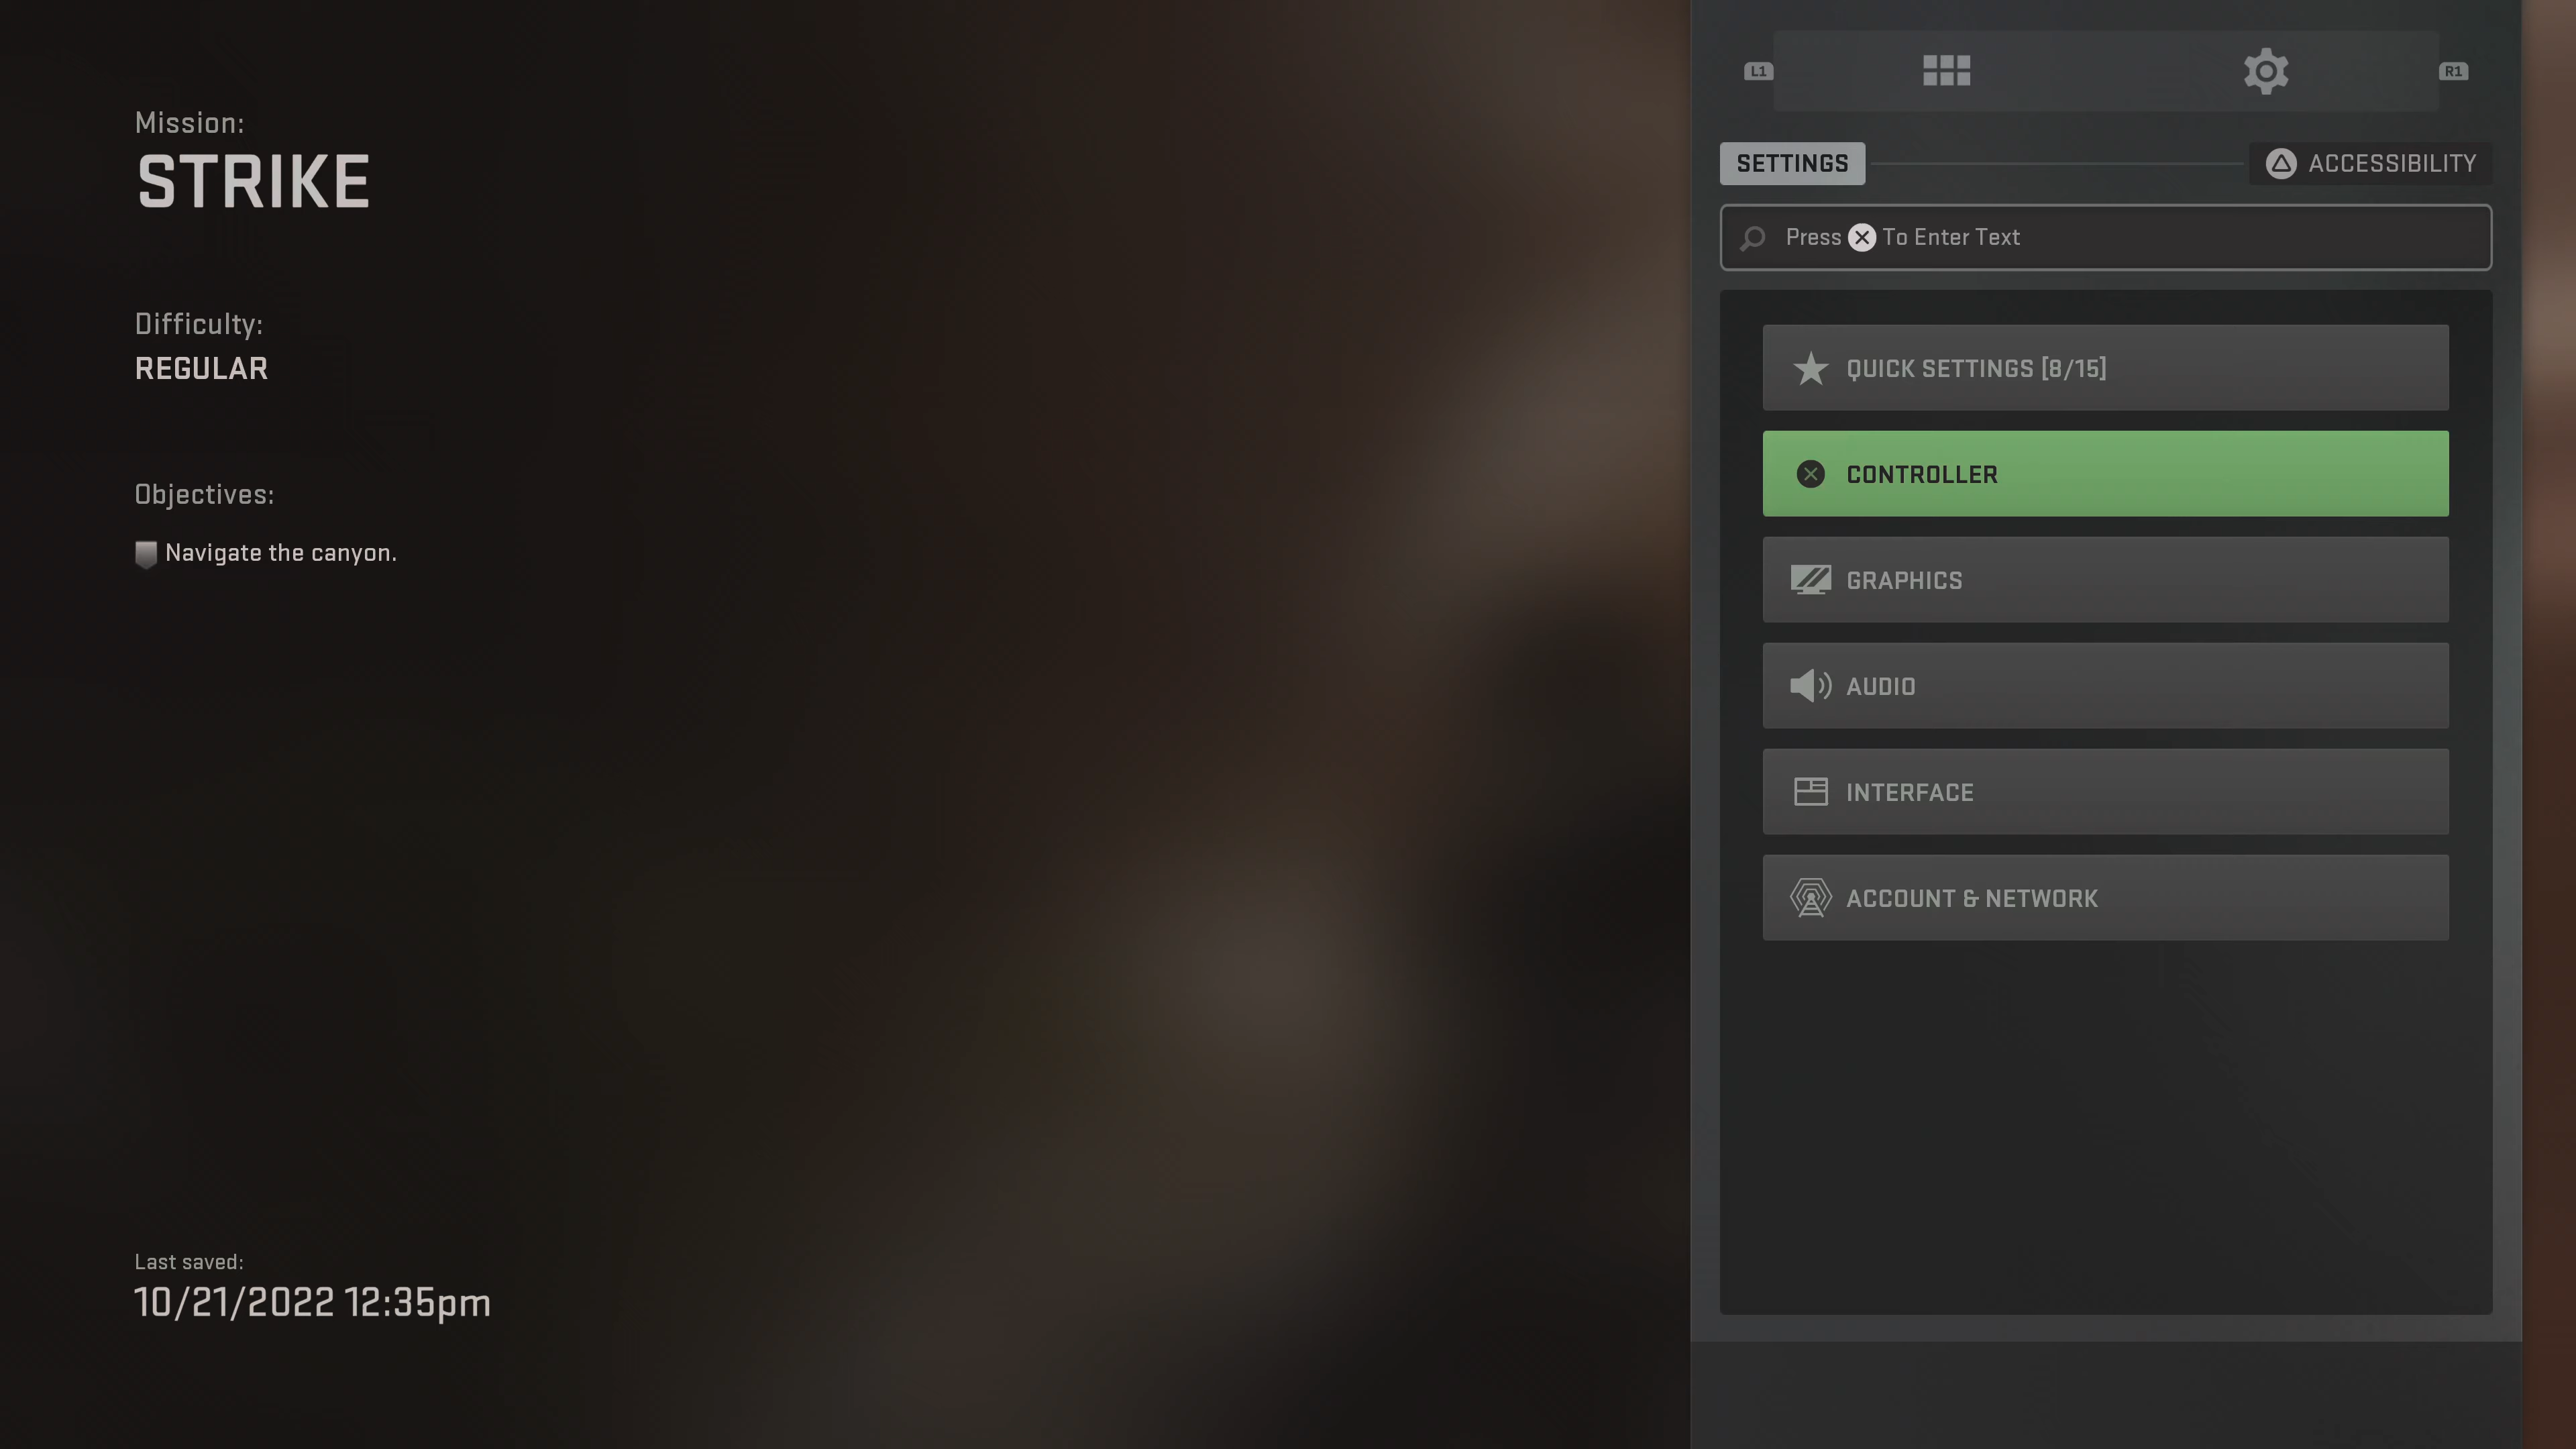 Mission:
STRIKE
Difficulty:
REGULAR
Objectives:
Navigate the canyon.
Last saved:
10/21/2022 12:35pm
L1
R1
SETTINGS
ACCESSIBILITY
Press To Enter Text
QUICK SETTINGS [8/15]
CONTROLLER
GRAPHICS
AUDIO
INTERFACE
ACCOUNT & NETWORK